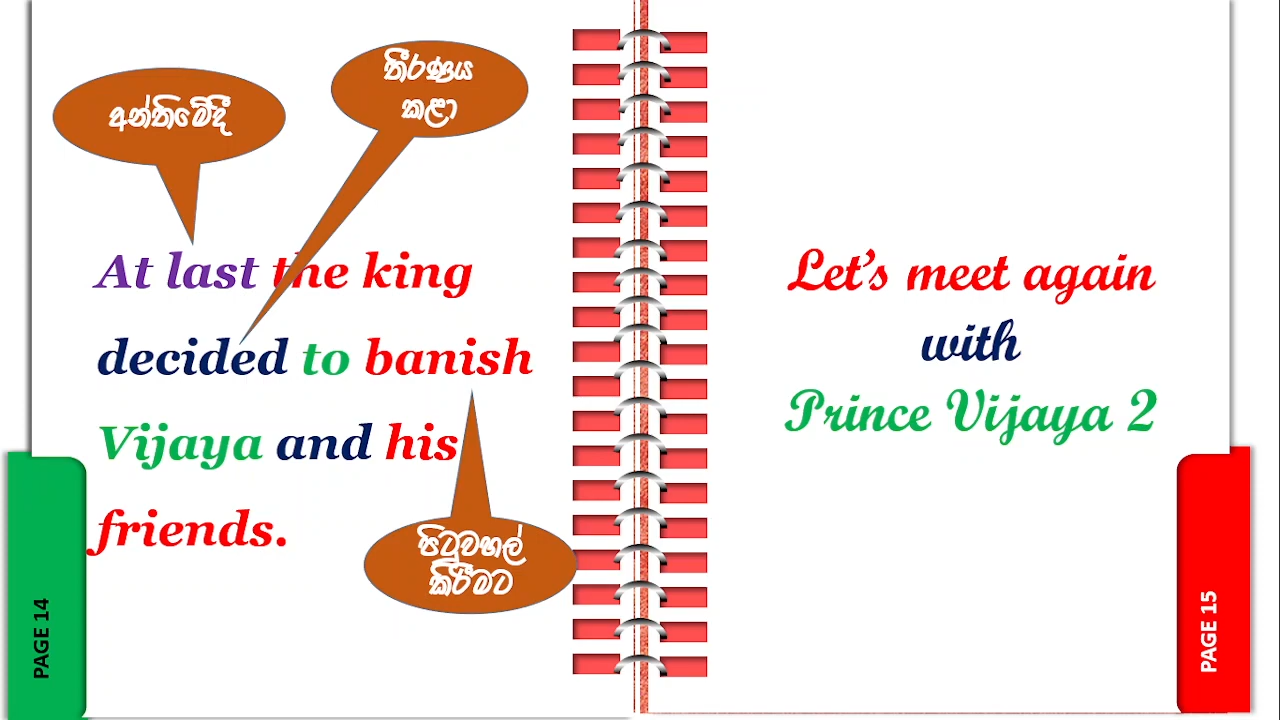 අන්තිමේදී
තීරණය
කළා
At last the king
decided to banish
Vijaya and his
friends.
පිටුවහල්
කිරීමට
PAGE 14
Let's meet again
with
Prince Vijaya 2
PAGE 15